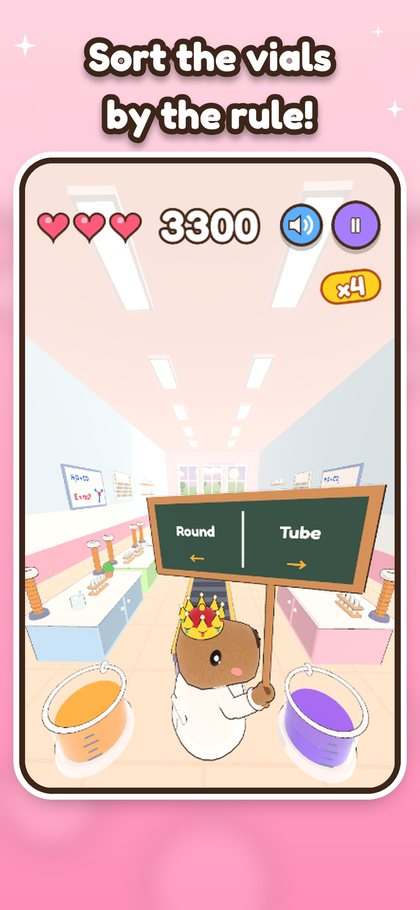 Sort the vials
by the rule!
3300
x4
Round
Tube
←
→